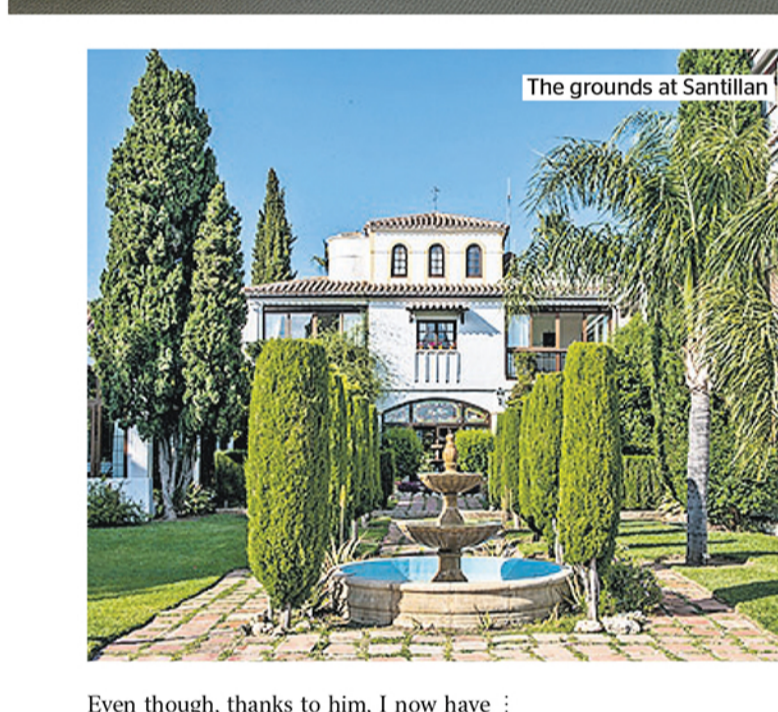 The grounds at Santillan
Even though, thanks to him, I now have